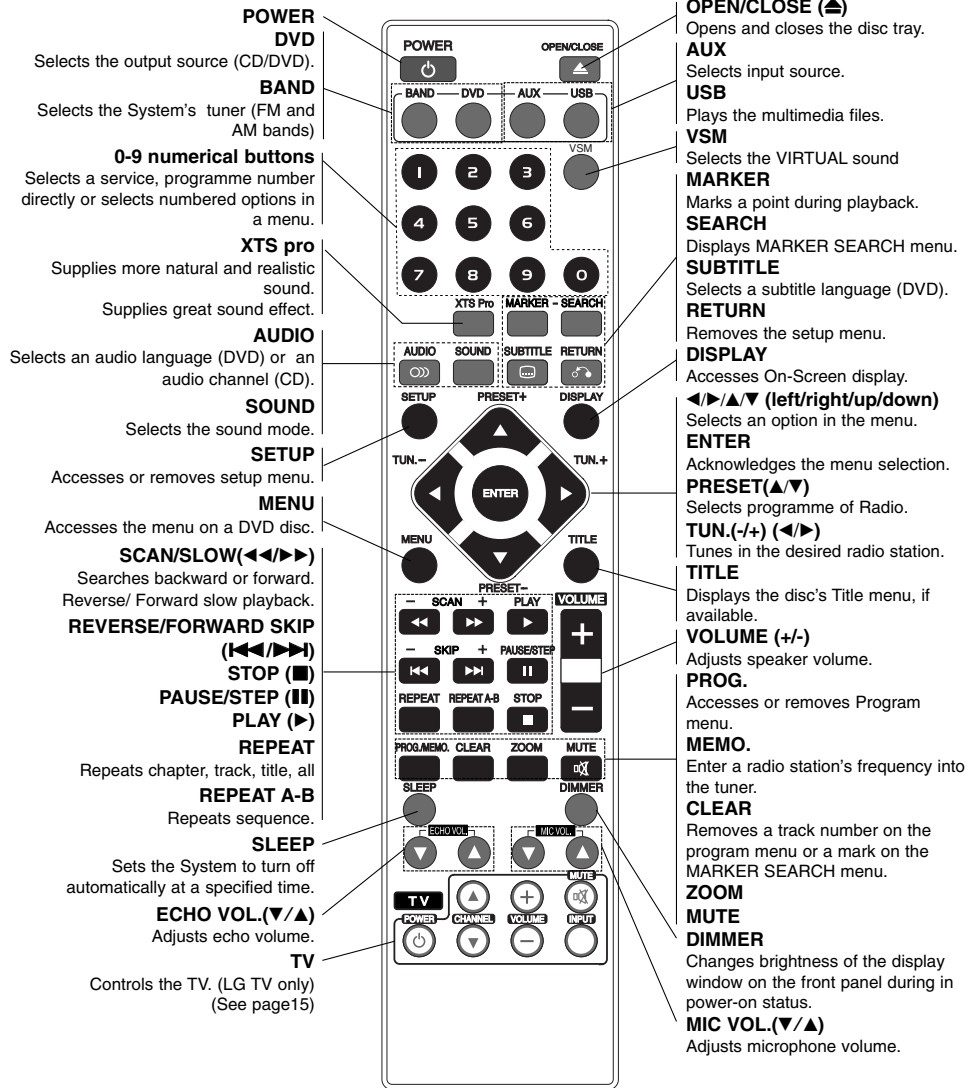 POWER
DVD
Selects the output source (CD/DVD).
BAND
Selects the System's tuner (FM and
AM bands)
0-9 numerical buttons
Selects a service, programme number
directly or selects numbered options in
a menu.
XTS pro
Supplies more natural and realistic
sound.
Supplies great sound effect.
AUDIO
Selects an audio language (DVD) or an
audio channel (CD).
SOUND
Selects the sound mode.
SETUP
Accesses or removes setup menu.
MENU
Accesses the menu on a DVD disc.
SCAN/SLOW(◀◀/▶▶)
Searches backward or forward.
Reverse/ Forward slow playback.
REVERSE/FORWARD SKIP
(|◀◀/▶▶|)
STOP (■)
PAUSE/STEP (❚❚)
PLAY (▶)
REPEAT
Repeats chapter, track, title, all
REPEAT A-B
Repeats sequence.
SLEEP
Sets the System to turn off
automatically at a specified time.
ECHO VOL.(▼/▲)
Adjusts echo volume.
TV
Controls the TV. (LG TV only)
(See page15)
POWER OPEN/CLOSE
BAND DVD AUX USB
VSM
1 2 3
4 5 6
7 8 9 0
XTS Pro MARKER - SEARCH
AUDIO SOUND SUBTITLE RETURN
SETUP PRESET+ DISPLAY
TUN.- TUN.+
ENTER
MENU TITLE
PRESET-
- SCAN + PLAY VOLUME
+
- SKIP + PAUSE/STEP
REPEAT REPEAT A-B STOP
-
PROG./MEMO. CLEAR ZOOM MUTE
SLEEP DIMMER
ECHO VOL. MIC VOL.
MUTE
TV
POWER CHANNEL VOLUME INPUT
OPEN/CLOSE (⏏)
Opens and closes the disc tray.
AUX
Selects input source.
USB
Plays the multimedia files.
VSM
Selects the VIRTUAL sound
MARKER
Marks a point during playback.
SEARCH
Displays MARKER SEARCH menu.
SUBTITLE
Selects a subtitle language (DVD).
RETURN
Removes the setup menu.
DISPLAY
Accesses On-Screen display.
◀/▶/▲/▼ (left/right/up/down)
Selects an option in the menu.
ENTER
Acknowledges the menu selection.
PRESET(▲/▼)
Selects programme of Radio.
TUN.(-/+) (◀/▶)
Tunes in the desired radio station.
TITLE
Displays the disc's Title menu, if
available.
VOLUME (+/-)
Adjusts speaker volume.
PROG.
Accesses or removes Program
menu.
MEMO.
Enter a radio station's frequency into
the tuner.
CLEAR
Removes a track number on the
program menu or a mark on the
MARKER SEARCH menu.
ZOOM
MUTE
DIMMER
Changes brightness of the display
window on the front panel during in
power-on status.
MIC VOL.(▼/▲)
Adjusts microphone volume.